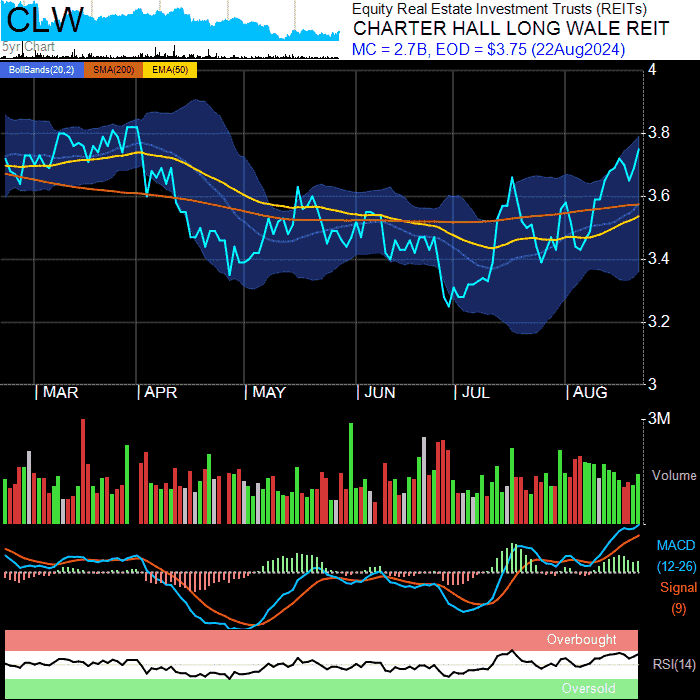 CLW
5yr Chart
Equity Real Estate Investment Trusts (REITs)
CHARTER HALL LONG WALE REIT
MC = 2.7B, EOD = $3.75 (22Aug2024)
BollBands(20,2) SMA(200) EMA(50)
4
3.8
3.6
3.4
3.2
3
| MAR | APR | MAY | JUN | JUL | AUG
3M
Volume
MACD
(12-26)
Signal
(9)
Overbought
RSI(14)
Oversold